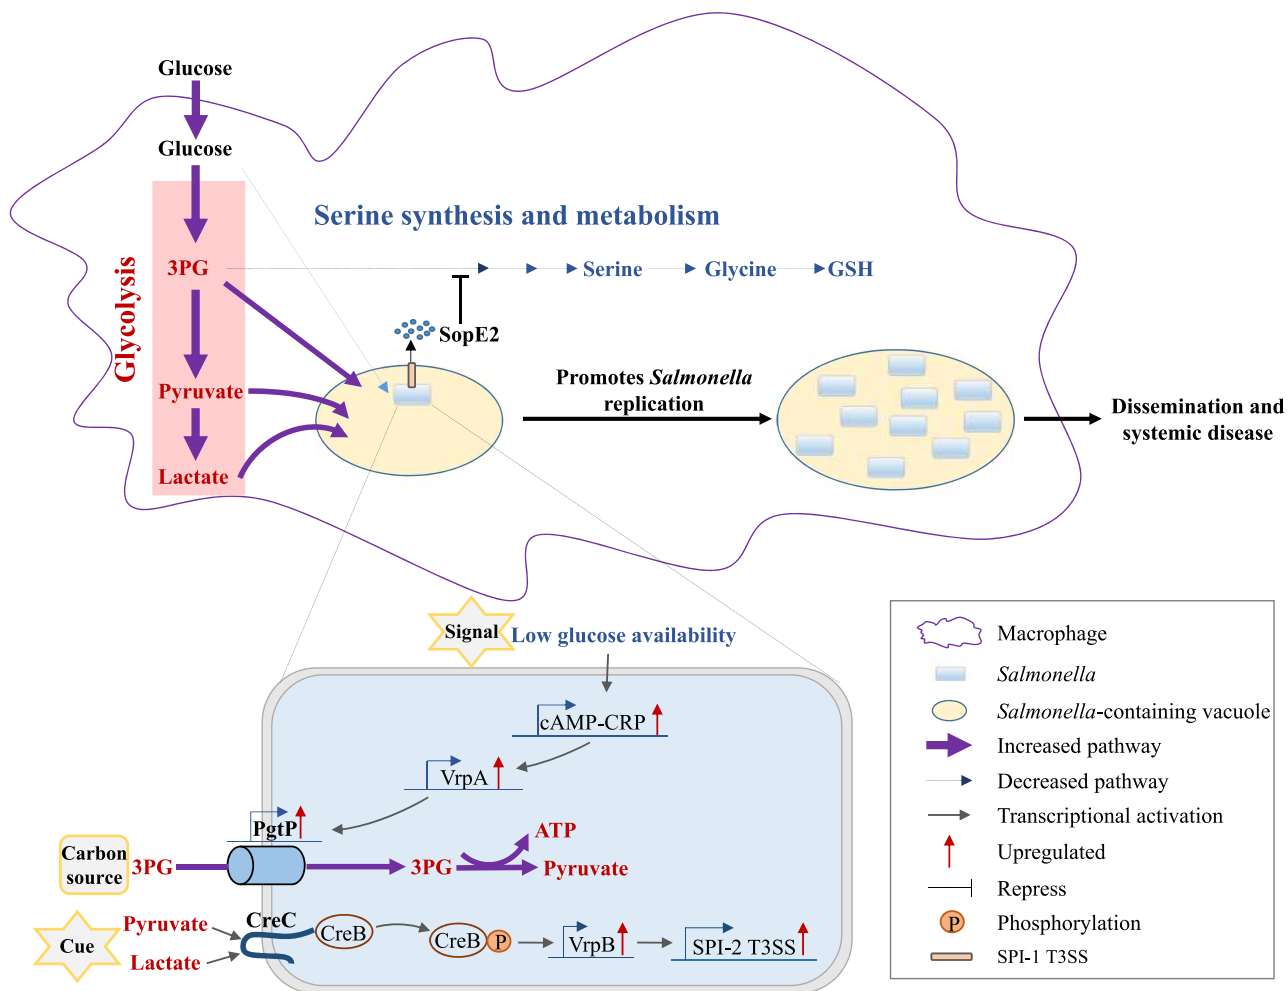 Glucose
Glucose
Serine synthesis and metabolism
Glycolysis
3PG
Serine
Glycine
GSH
SopE2
Pyruvate
Lactate
Promotes Salmonella
replication
Dissemination and
systemic disease
Signal
Low glucose availability
cAMP-CRP
VrpA
PgtP
Carbon
source
3PG
3PG
ATP
Pyruvate
Cue
Pyruvate
Lactate
CreC
CreB
CreB
P
VrpB
SPI-2 T3SS
Macrophage
Salmonella
Salmonella-containing vacuole
Increased pathway
Decreased pathway
Transcriptional activation
Upregulated
Repress
P
Phosphorylation
SPI-1 T3SS